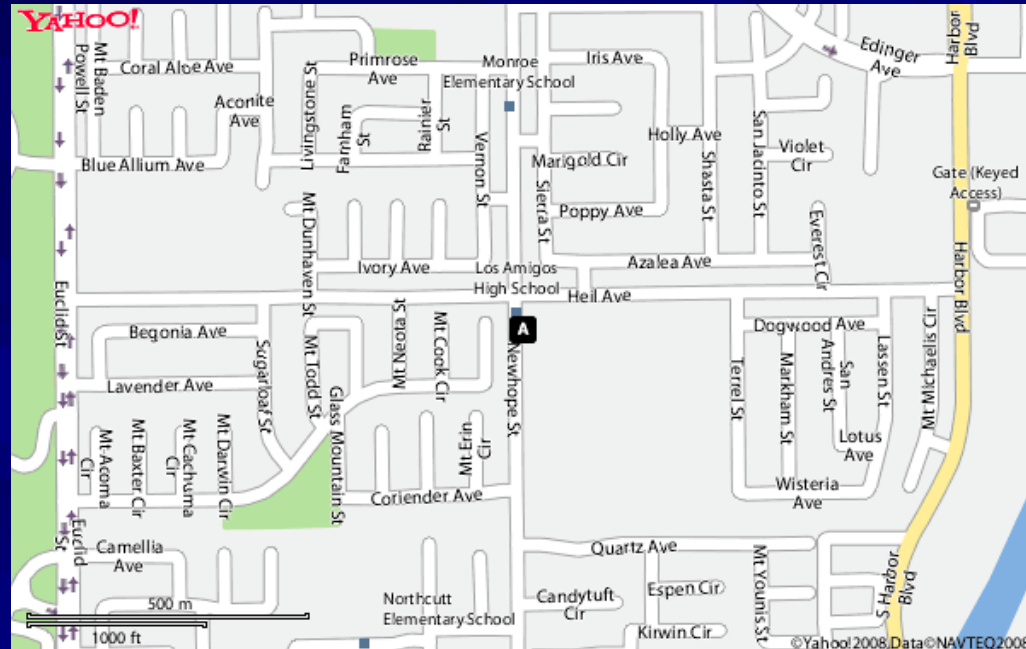 YAHOO!
Mt Baden
Powell St
Coral Aloe Ave
Primrose
Ave
Monroe
Elementary School
Iris Ave
Edinger
Ave
Harbor
Blvd
Aconite
Ave
Livingstone St
Farnham
St
Rainier
St
Vernon St
Holly Ave
Shasta St
San Jacinto St
Violet
Cir
Marigold Cir
Blue Allium Ave
Gate (Keyed
Access)
Mt Dunhaven St
Sierra St
Poppy Ave
Everest Cir
Ivory Ave
Los Amigos
High School
Azalea Ave
Heil Ave
Harbor Blvd
Euclid St
Begonia Ave
Mt Neota St
Mt Cook Cir
A
Dogwood Ave
Mt Michaels Cir
Sugarloaf St
Mt Todd St
Newhope St
Terrel St
Markham St
San
Andres St
Lassen St
Lavender Ave
Glass Mountain St
Mt Acoma
Cir
Mt Baxter Cir
Mt Cachuma
Cir
Mt Darwin Cir
Mt Erin
Cir
Lotus
Ave
Coriender Ave
Wisteria
Ave
Euclid
St
Camellia
Ave
Quartz Ave
Mt Younis St
S Harbor
Blvd
Espen Cir
Candytuft
Cir
Northcutt
Elementary School
Kirwin Cir
500 m
1000 ft
©Yahoo!2008,Data©NAVTEQ2008